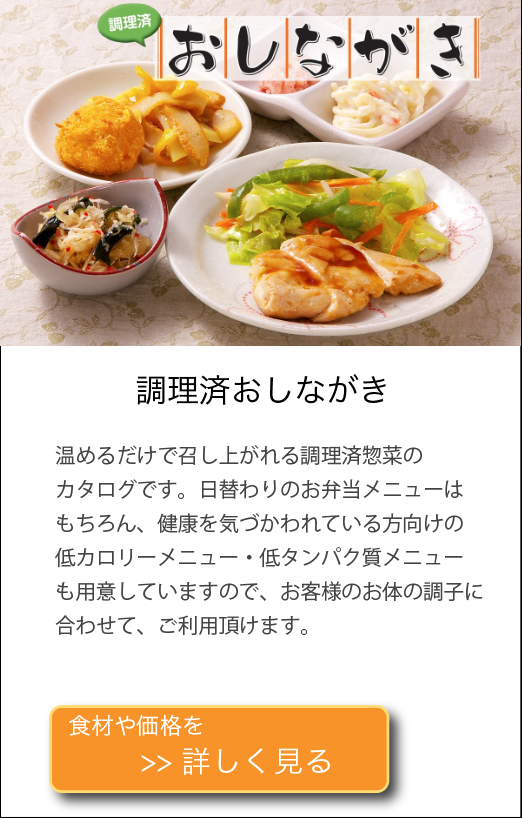 調理済
おしながき
調理済おしながき
温めるだけで召し上がれる調理済惣菜の
カタログです。日替わりのお弁当メニューは
もちろん、健康を気づかわれている方向けの
低カロリーメニュー・低タンパク質メニュー
も用意していますので、お客様のお体の調子に
合わせて、ご利用頂けます。
食材や価格を
>> 詳しく見る